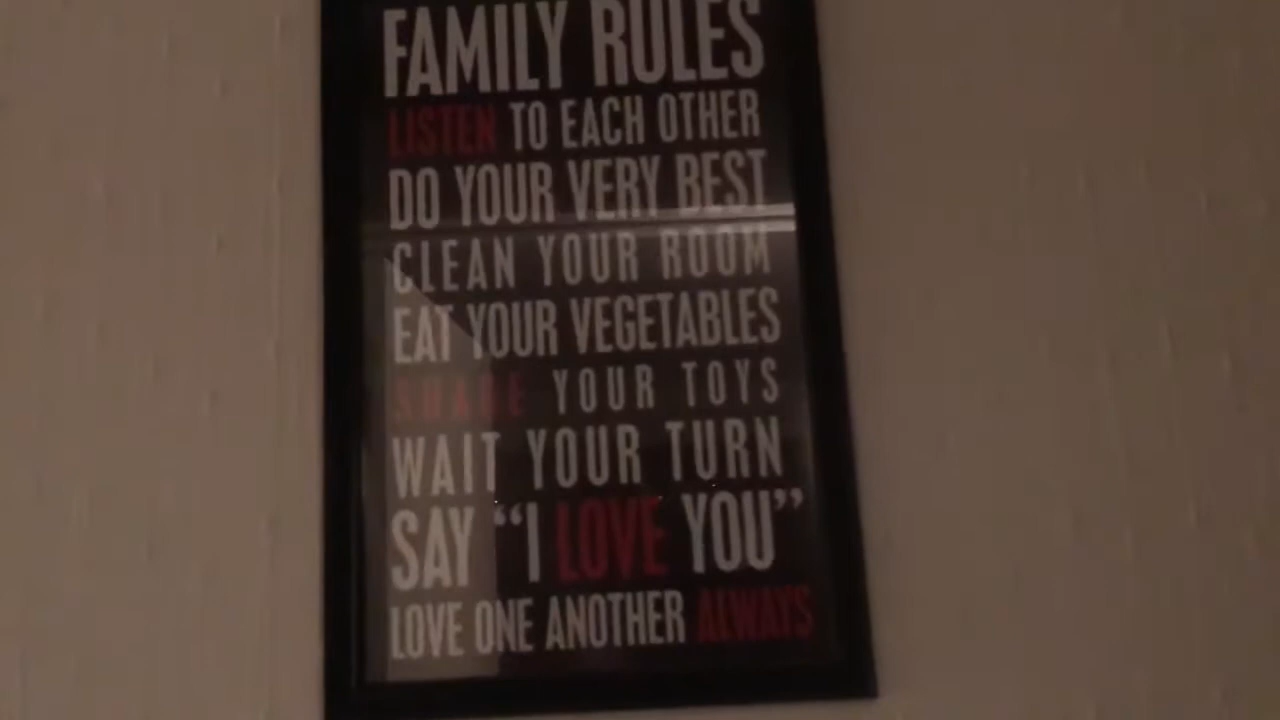 FAMILY RULES
LISTEN TO EACH OTHER
DO YOUR VERY BEST
CLEAN YOUR ROOM
EAT YOUR VEGETABLES
SHARE YOUR TOYS
WAIT YOUR TURN
SAY “I LOVE YOU”
LOVE ONE ANOTHER ALWAYS